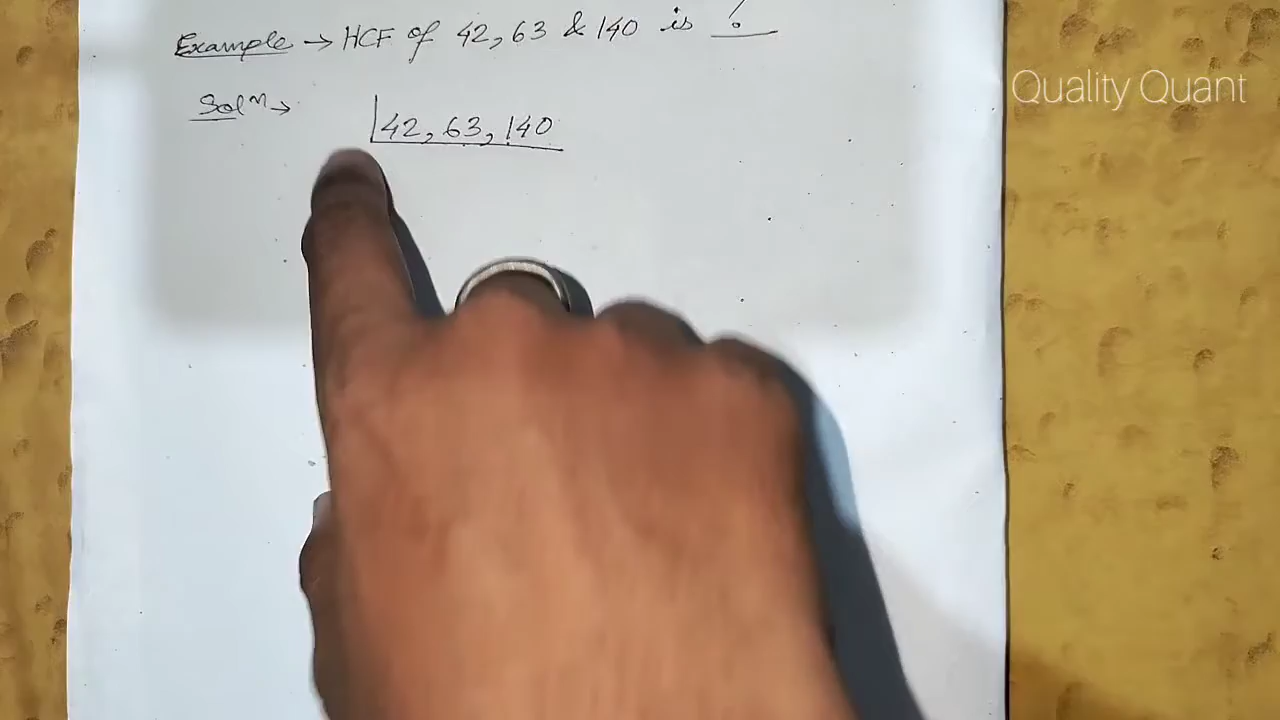 Example → HCF of 42, 63 & 140 is ?
Quality Quant
Solⁿ →
42, 63, 140